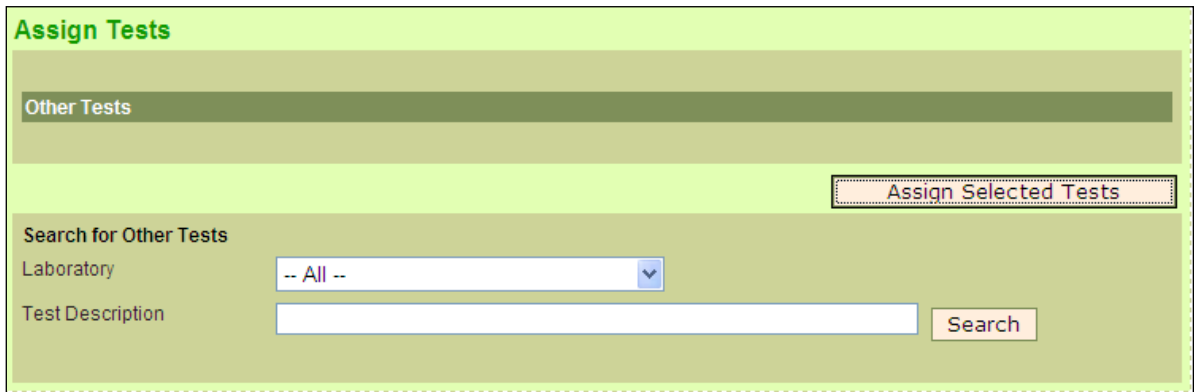 Assign Tests
Other Tests
Assign Selected Tests
Search for Other Tests
Laboratory
-- All --
Test Description
Search